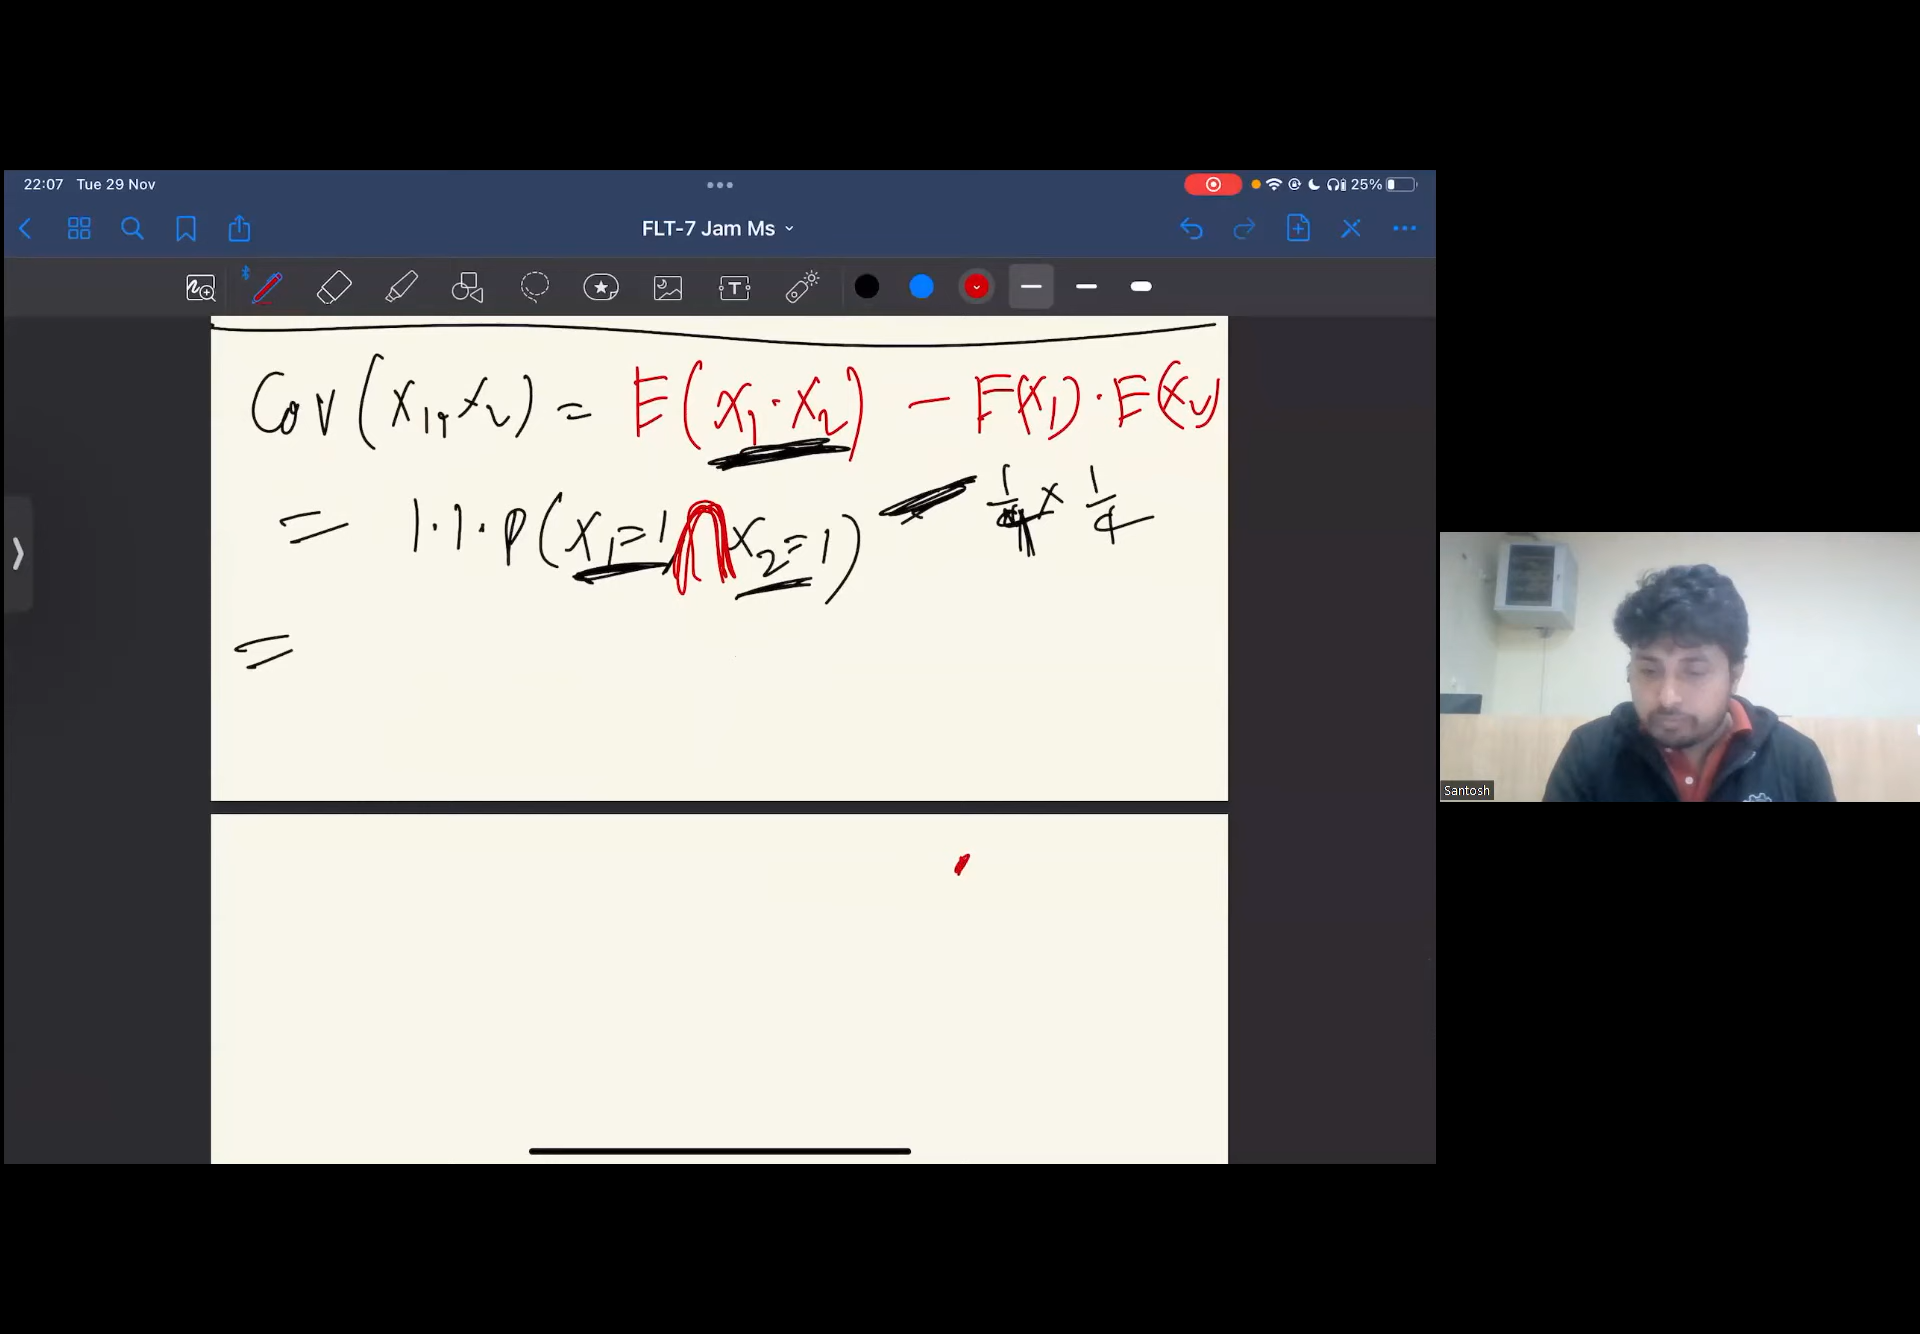 22:07 Tue 29 Nov
25%
FLT-7 Jam Ms
T
Cov(X1, X2) = E(X1 · X2) - E(X1) · E(X2)
= 1·1·P(X1=1 ∩ X2=1) - 1/4 × 1/4
=
Santosh